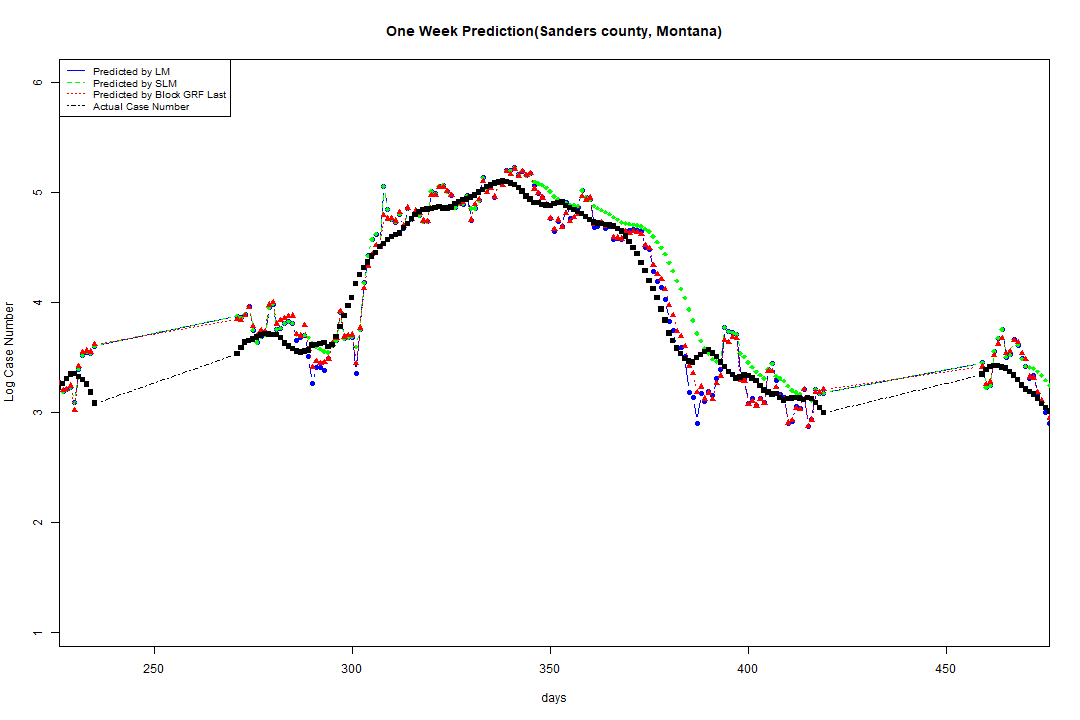 One Week Prediction(Sanders county, Montana)
Predicted by LM
Predicted by SLM
Predicted by Block GRF Last
Actual Case Number
6
5
4
3
2
1
Log Case Number
250
300
350
400
450
days